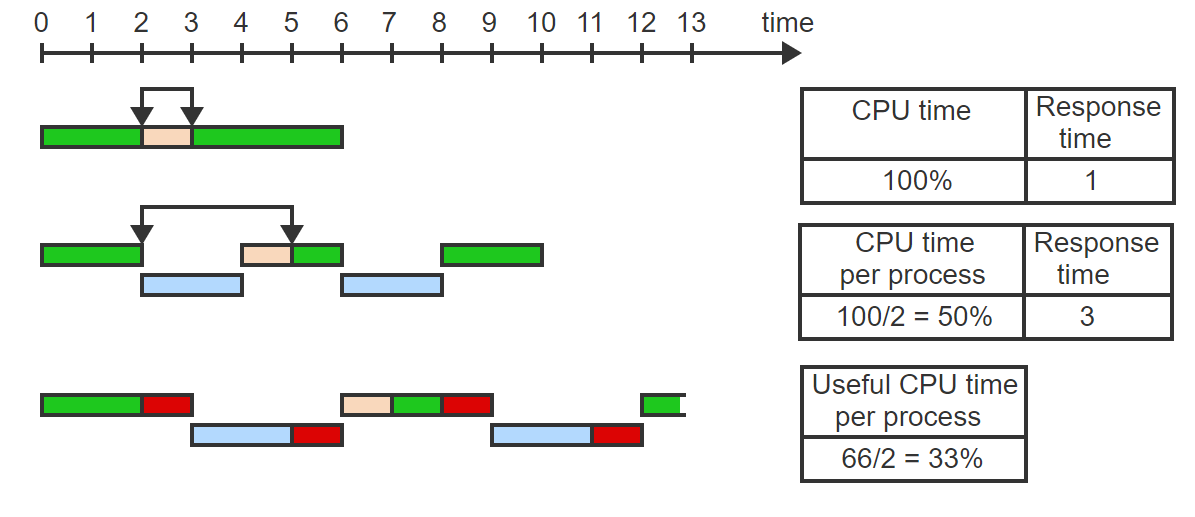 0 1 2 3 4 5 6 7 8 9 10 11 12 13 time
CPU time Response
time
100% 1
CPU time Response
per process time
100/2 = 50% 3
Useful CPU time
per process
66/2 = 33%